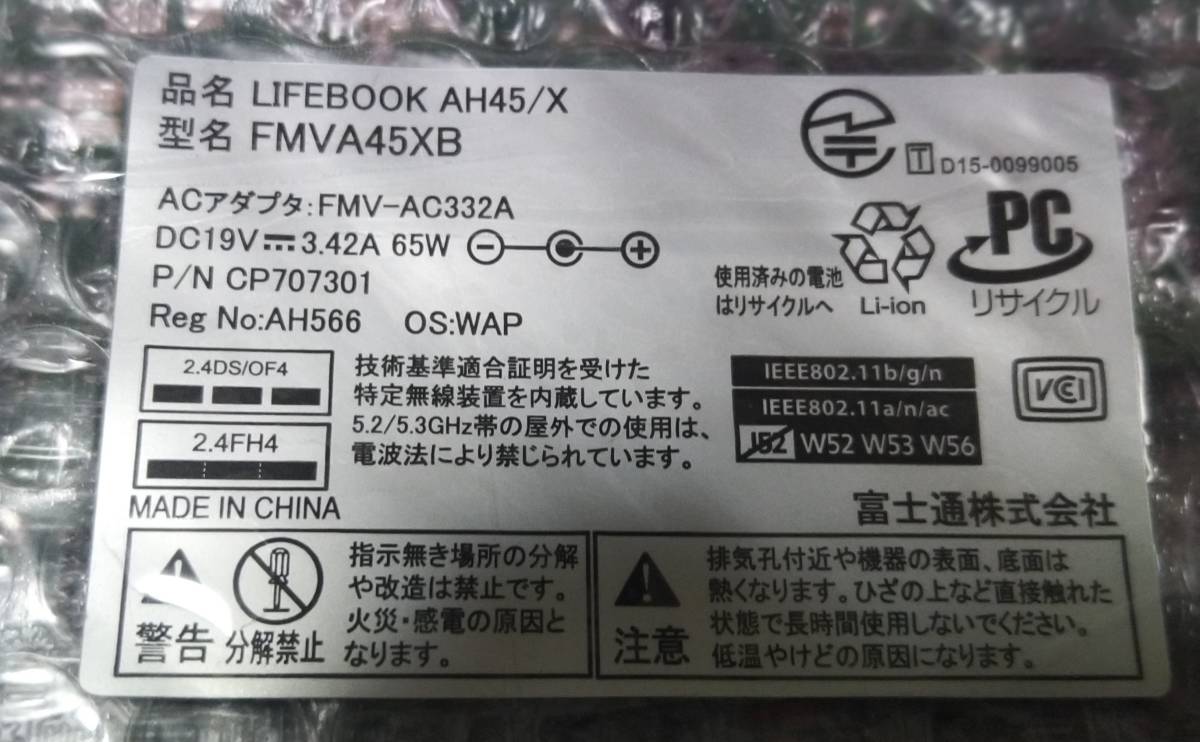 品名 LIFEBOOK AH45/X
型名 FMVA45XB
T D15-0099005
ACアダプタ:FMV-AC332A
DC19V 3.42A 65W
P/N CP707301
Reg No:AH566 OS:WAP
使用済みの電池
はリサイクルへ
Li-ion
PC
リサイクル
2.4DS/OF4
2.4FH4
技術基準適合証明を受けた
特定無線装置を内蔵しています。
5.2/5.3GHz帯の屋外での使用は、
電波法により禁じられています。
IEEE802.11b/g/n
IEEE802.11a/n/ac
J52 W52 W53 W56
VCCI
MADE IN CHINA
富士通株式会社
警告
分解禁止
指示無き場所の分解
や改造は禁止です。
火災・感電の原因と
なります。
注意
排気孔付近や機器の表面、底面は
熱くなります。ひざの上など直接触れた
状態で長時間使用しないでください。
低温やけどの原因になります。